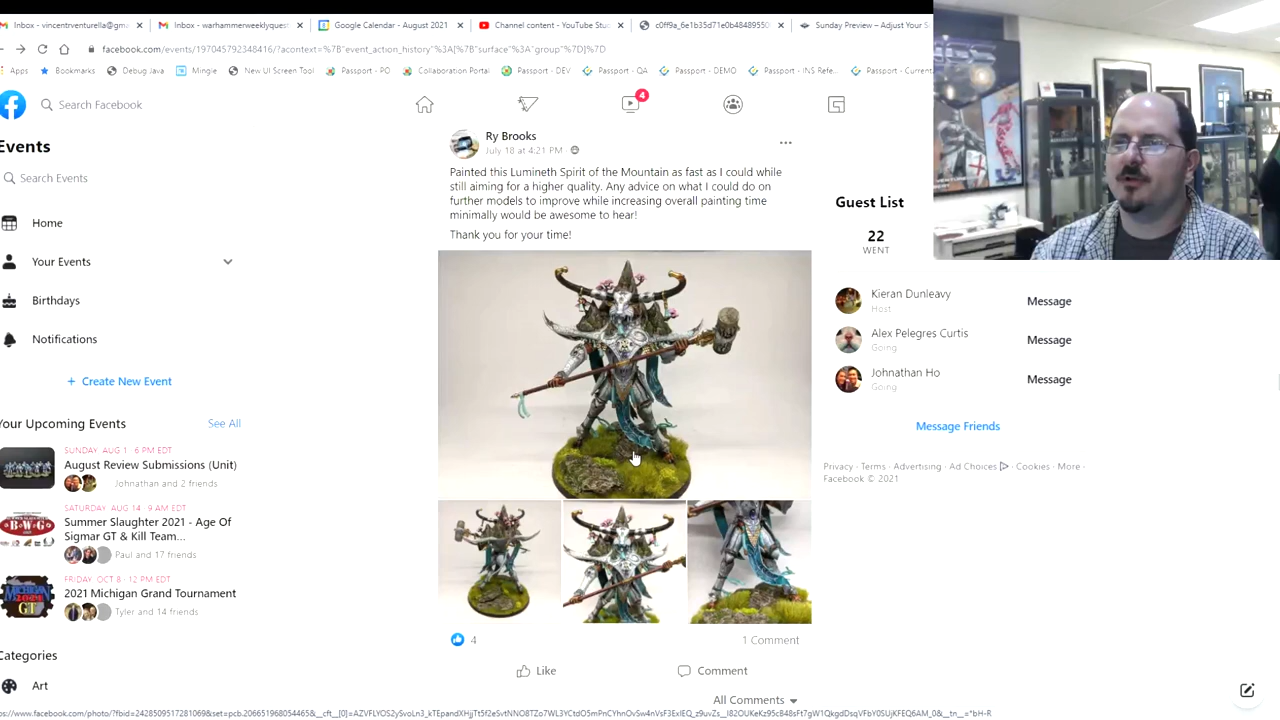 Inbox - vincentrventurella@gma
Inbox - warhammerweeklyques
Google Calendar - August 2021
Channel content - YouTube Stu
c0ff9a_6e1b35d71e0b4848955
Sunday Preview – Adjust Your S
facebook.com/events/197045792348416/?acontext=%7B"event_action_history"%3A[%7B"surface"%3A"group"%7D]%7D
Apps
Bookmarks
Debug Java
Mingle
New UI Screen Tool
Passport - PO
Collaboration Portal
Passport - DEV
Passport - QA
Passport - DEMO
Passport - INS Refe...
Passport - Current
Search Facebook
4
Events
Search Events
Home
Your Events
Birthdays
Notifications
+ Create New Event
Your Upcoming Events
See All
SUNDAY, AUG 1 · 6 PM EDT
August Review Submissions (Unit)
Johnathan and 2 friends
SATURDAY, AUG 14 · 9 AM EDT
Summer Slaughter 2021 - Age Of
Sigmar GT & Kill Team...
Paul and 17 friends
FRIDAY, OCT 8 · 12 PM EDT
2021 Michigan Grand Tournament
Tyler and 14 friends
Categories
Art
Ry Brooks
July 18 at 4:21 PM
Painted this Lumineth Spirit of the Mountain as fast as I could while
still aiming for a higher quality. Any advice on what I could do on
further models to improve while increasing overall painting time
minimally would be awesome to hear!
Thank you for your time!
4
1 Comment
Like
Comment
All Comments
Guest List
22
WENT
Kieran Dunleavy
Host
Message
Alex Pelegres Curtis
Going
Message
Johnathan Ho
Going
Message
Message Friends
Privacy · Terms · Advertising · Ad Choices · Cookies · More ·
Facebook © 2021